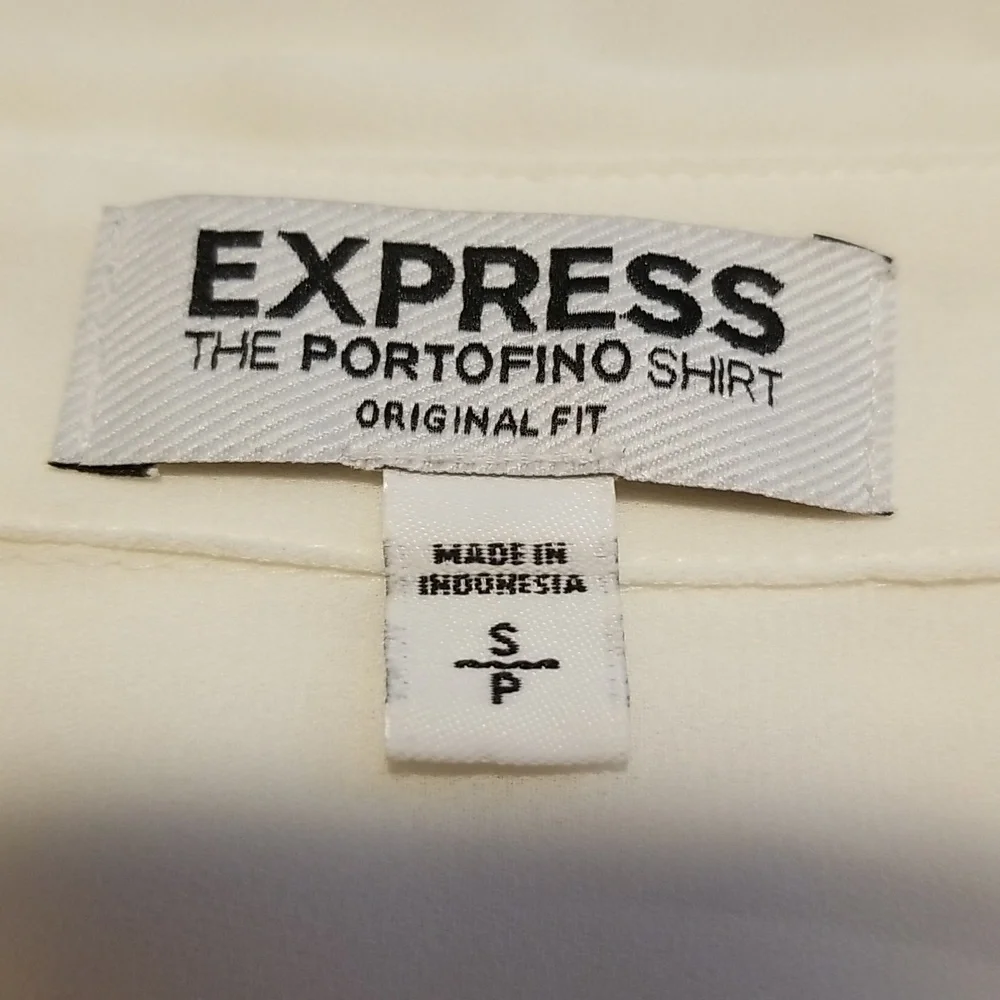 EXPRESS
THE PORTOFINO SHIRT
ORIGINAL FIT
MADE IN
INDONESIA
S
P